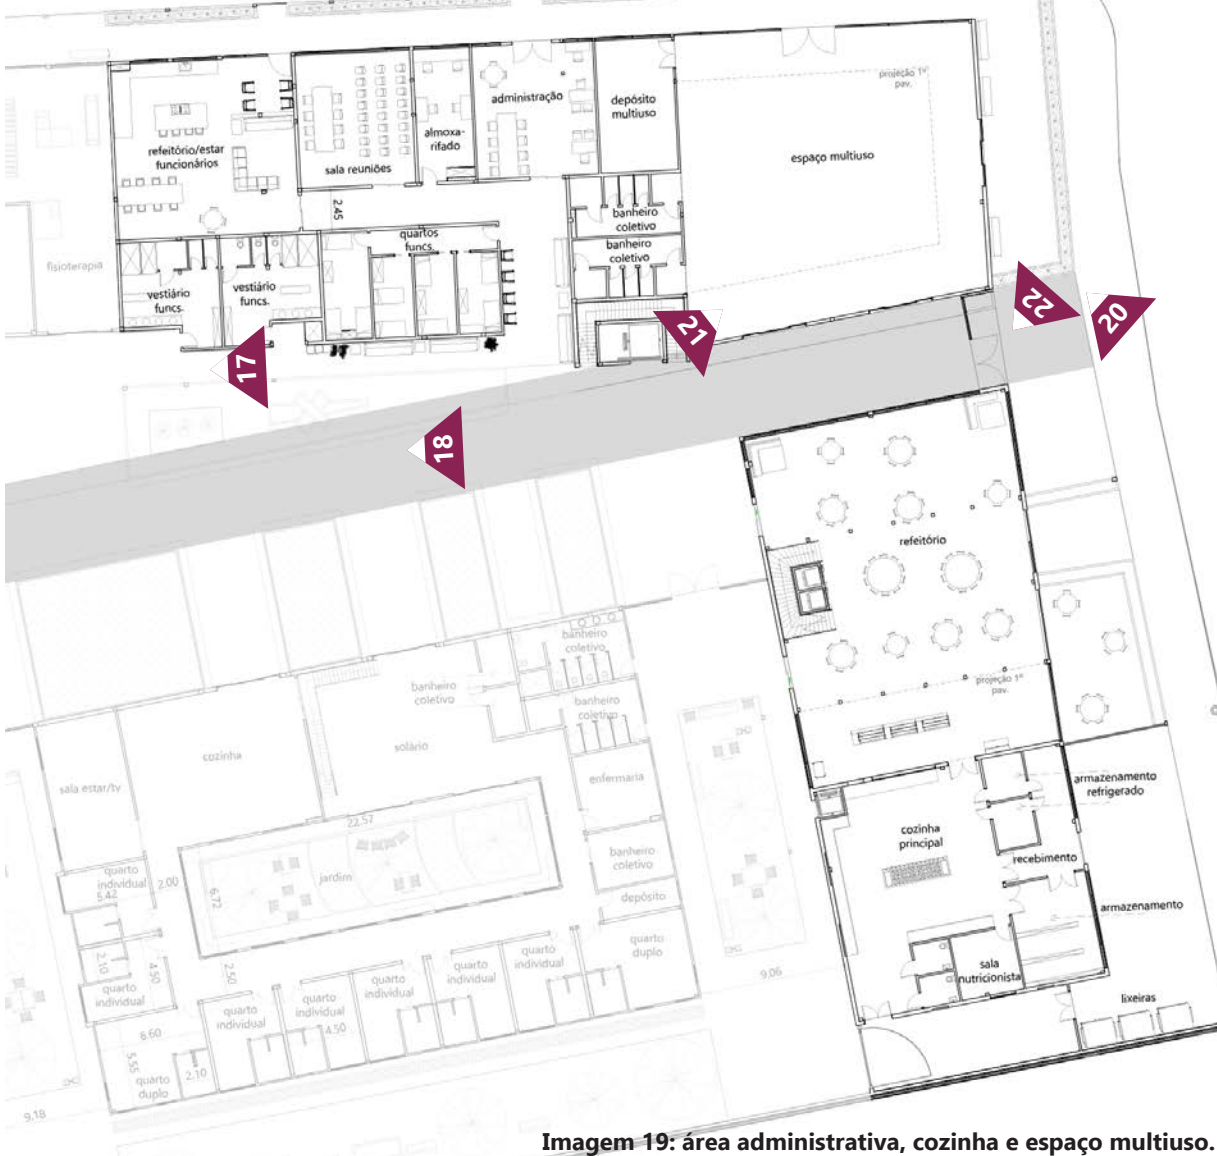 projeção 1º
pav.
administração
depósito
multiuso
almoxa-
rifado
refeitório/estar
funcionários
sala reuniões
espaço multiuso
2.45
banheiro
coletivo
quartos
funcs.
banheiro
coletivo
fisioterapia
vestiário
funcs.
vestiário
funcs.
22
20
21
17
18
refeitório
banheiro
coletivo
banheiro
coletivo
banheiro
coletivo
projeção 1º
pav.
solário
cozinha
sala estar/tv
enfermaria
armazenamento
refrigerado
22.57
cozinha
principal
banheiro
coletivo
recebimento
quarto
individual
5.42
2.00
jardim
6.72
depósito
armazenamento
quarto
duplo
quarto
individual
quarto
individual
quarto
individual
2.10
4.50
2.50
9.06
sala
nutricionista
quarto
individual
quarto
individual
quarto
individual
lixeiras
6.60
4.50
5.55
2.10
quarto
duplo
9.18
Imagem 19: área administrativa, cozinha e espaço multiuso.